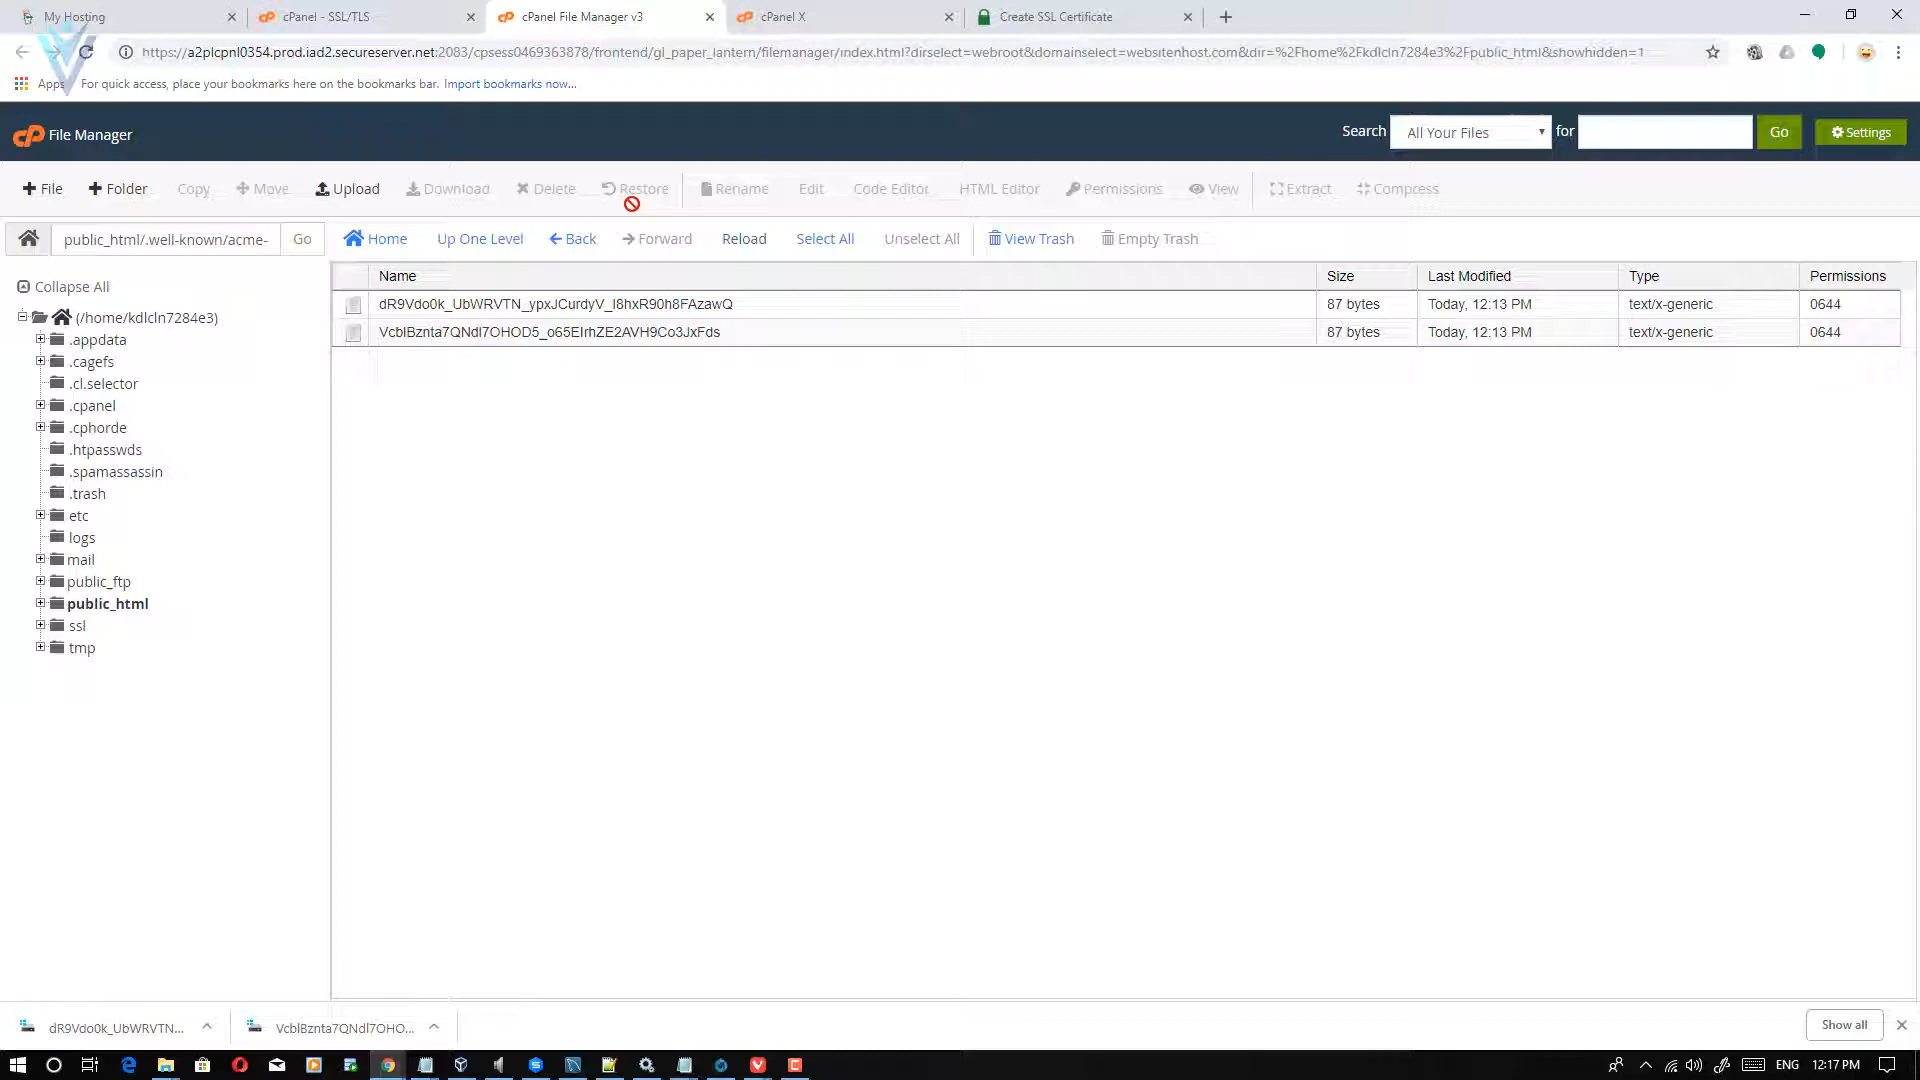 My Hosting
cPanel - SSL/TLS
cPanel File Manager v3
cPanel X
Create SSL Certificate
https://a2plcpnl0354.prod.iad2.secureserver.net:2083/cpsess0469363878/frontend/gl_paper_lantern/filemanager/index.html?dirselect=webroot&domainselect=websitenhost.com&dir=%2Fhome%2Fkdlcln7284e3%2Fpublic_html&showhidden=1
Apps
For quick access, place your bookmarks here on the bookmarks bar. Import bookmarks now...
cP File Manager
Search All Your Files for Go Settings
File Folder Copy Move Upload Download Delete Restore Rename Edit Code Editor HTML Editor Permissions View Extract Compress
public_html/.well-known/acme- Go Home Up One Level Back Forward Reload Select All Unselect All View Trash Empty Trash
Collapse All
(/home/kdlcln7284e3)
.appdata
.cagefs
.cl.selector
.cpanel
.cphorde
.htpasswds
.spamassassin
.trash
etc
logs
mail
public_ftp
public_html
ssl
tmp
Name Size Last Modified Type Permissions
dR9Vdo0k_UbWRVTN_ypxJCurdyV_I8hxR90h8FAzawQ 87 bytes Today, 12:13 PM text/x-generic 0644
VcblBznta7QNdl7OHOD5_o65EIrhZE2AVH9Co3JxFds 87 bytes Today, 12:13 PM text/x-generic 0644
dR9Vdo0k_UbWRVTN...
VcblBznta7QNdl7OHO...
Show all
ENG 12:17 PM